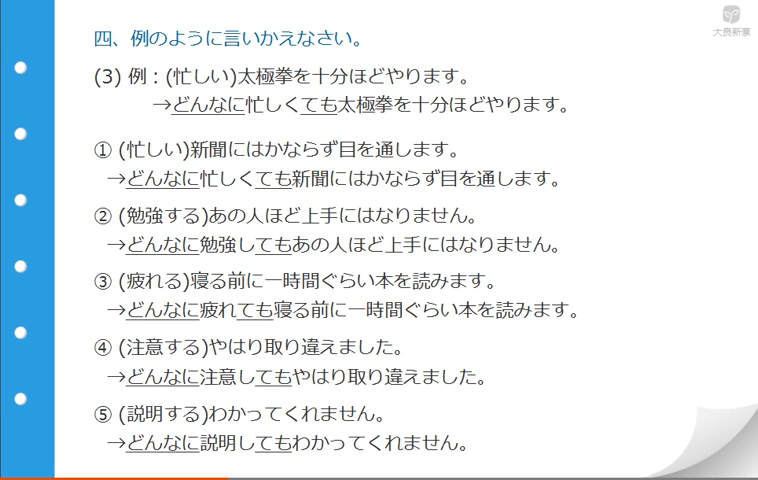 大良新寨
四、例のように言いかえなさい。
(3) 例：(忙しい)太極拳を十分ほどやります。
→どんなに忙しくても太極拳を十分ほどやります。
① (忙しい)新聞にはかならず目を通します。
→どんなに忙しくても新聞にはかならず目を通します。
② (勉強する)あの人ほど上手にはなりません。
→どんなに勉強してもあの人ほど上手にはなりません。
③ (疲れる)寝る前に一時間ぐらい本を読みます。
→どんなに疲れても寝る前に一時間ぐらい本を読みます。
④ (注意する)やはり取り違えました。
→どんなに注意してもやはり取り違えました。
⑤ (説明する)わかってくれません。
→どんなに説明してもわかってくれません。